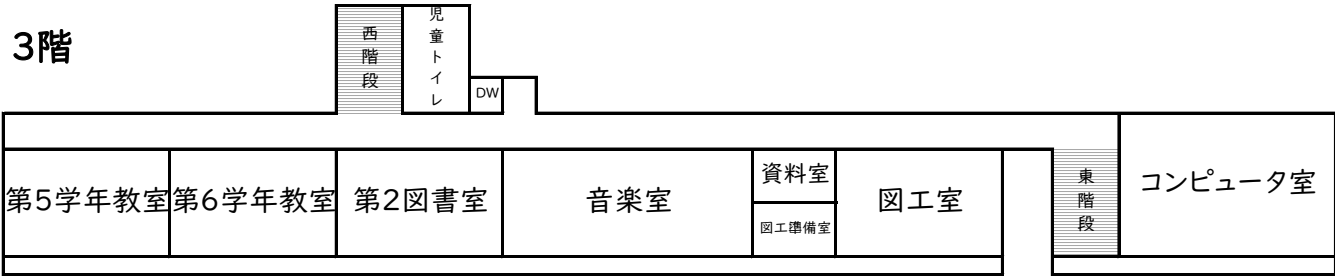 3階
西階段
児童トイレ
DW
第5学年教室
第6学年教室
第2図書室
音楽室
資料室
図工準備室
図工室
東階段
コンピュータ室